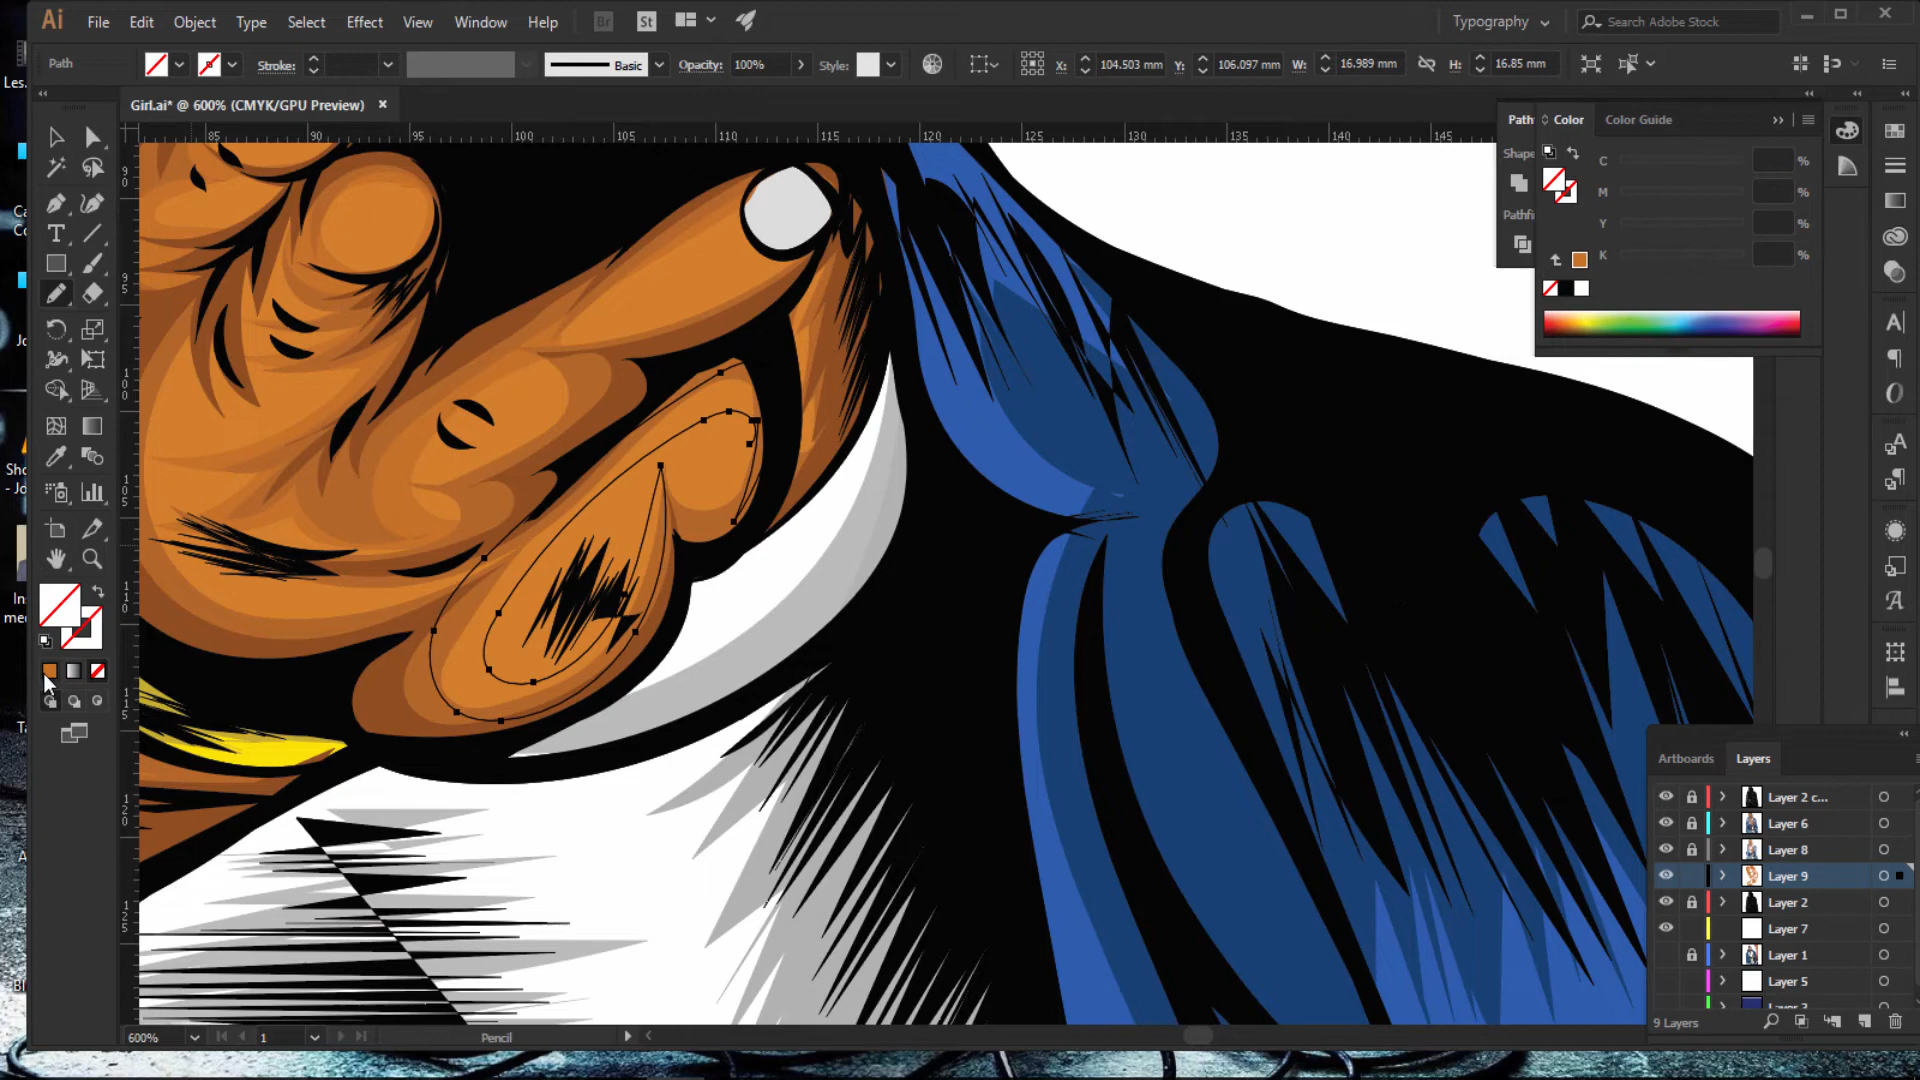 Ai File Edit Object Type Select Effect View Window Help Br St Typography Search Adobe Stock
Path Stroke: Basic Opacity: 100% Style: X: 104.503 mm Y: 106.097 mm W: 16.989 mm H: 16.85 mm
Girl.ai* @ 600% (CMYK/GPU Preview)
85 90 95 100 105 110 115 120 125 130 135 140 145
Path Color Color Guide
Shape
C %
M %
Pathfi
Y %
K %
Artboards Layers
Layer 2 c...
Layer 6
Layer 8
Layer 9
Layer 2
Layer 7
Layer 1
Layer 5
9 Layers
600% 1 Pencil